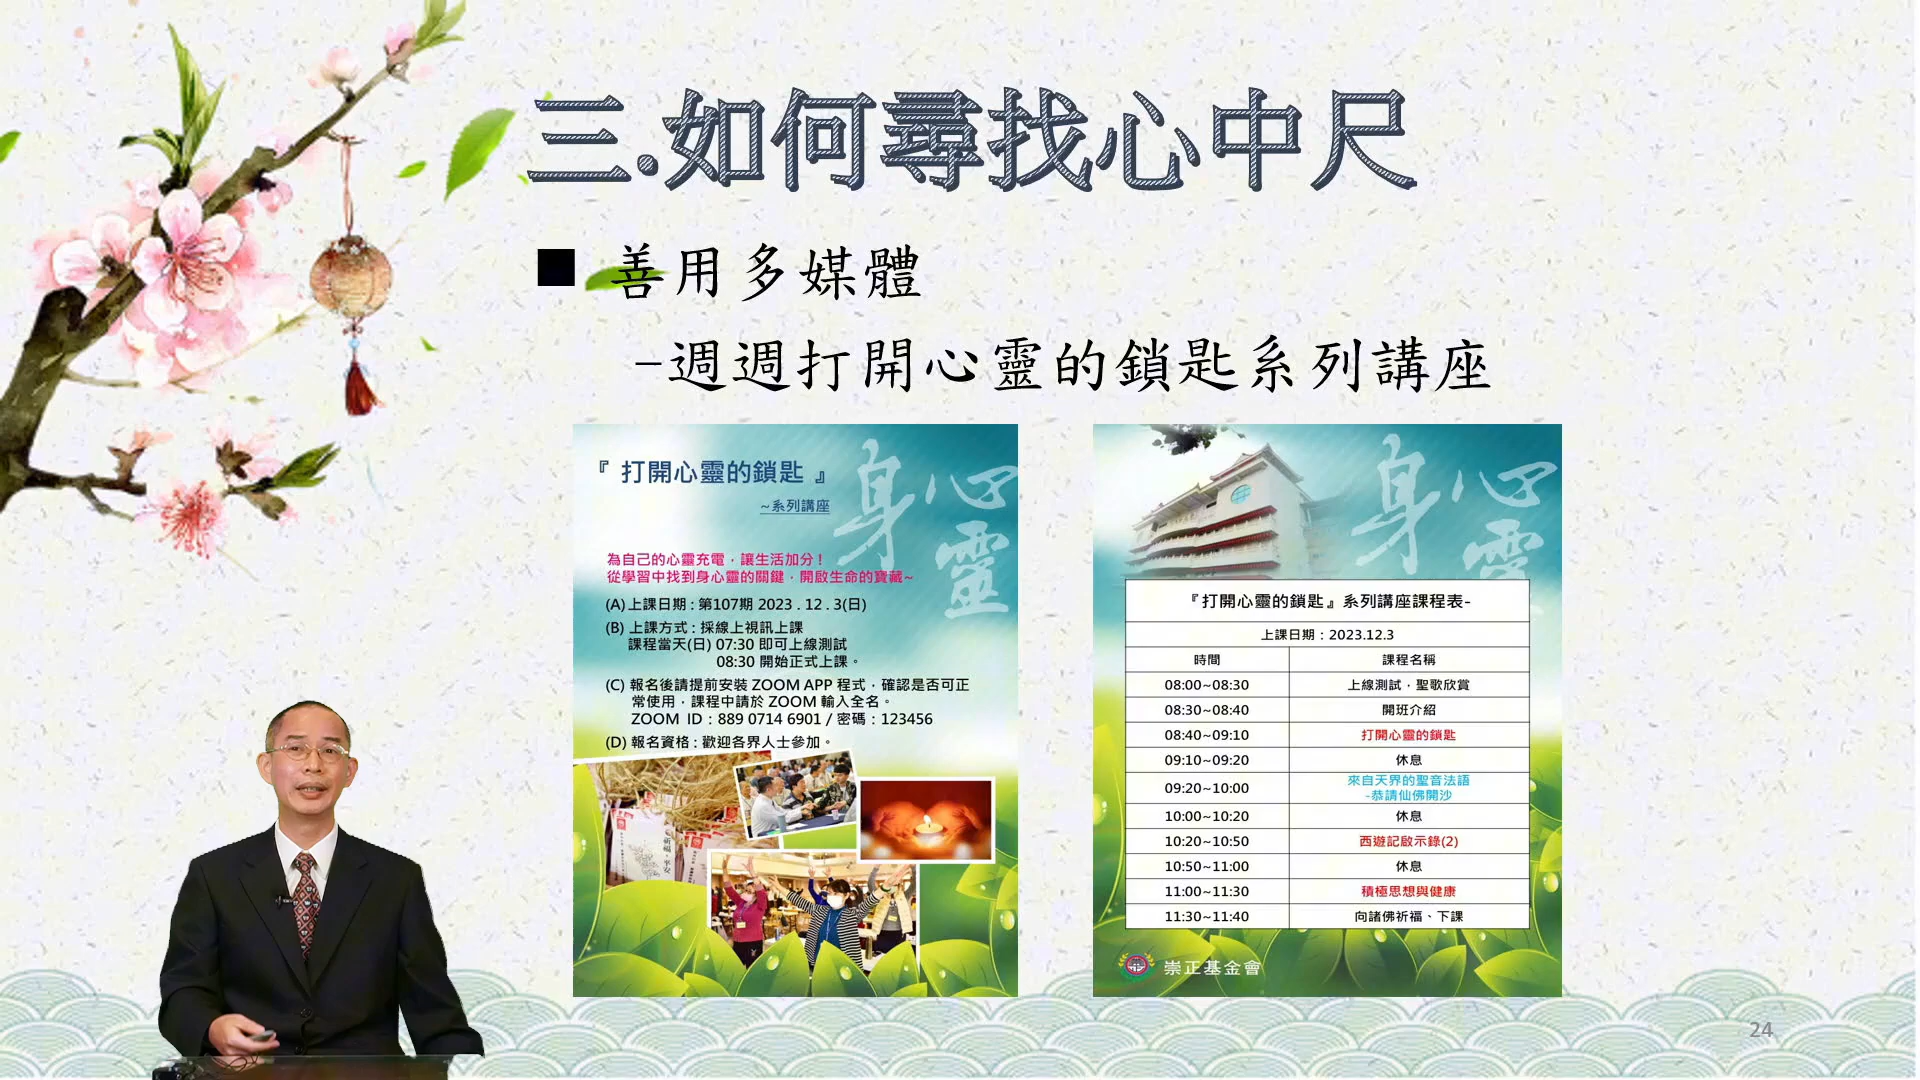 三.如何尋找心中尺
■ 善用多媒體
–週週打開心靈的鎖匙系列講座
『 打開心靈的鎖匙 』
~系列講座
身心靈
為自己的心靈充電，讓生活加分！
從學習中找到身心靈的關鍵，開啟生命的寶藏~
(A) 上課日期 : 第107期 2023 . 12 . 3(日)
(B) 上課方式 : 採線上視訊上課
課程當天(日) 07:30 即可上線測試
08:30 開始正式上課。
(C) 報名後請提前安裝 ZOOM APP 程式，確認是否可正
常使用，課程中請於 ZOOM 輸入全名。
ZOOM ID：889 0714 6901 / 密碼：123456
(D) 報名資格 : 歡迎各界人士參加。
祈福‧平安
身心靈
『打開心靈的鎖匙』系列講座課程表-
上課日期：2023.12.3
時間 課程名稱
08:00~08:30 上線測試，聖歌欣賞
08:30~08:40 開班介紹
08:40~09:10 打開心靈的鎖匙
09:10~09:20 休息
09:20~10:00 來自天界的聖音法語
-恭請仙佛開沙
10:00~10:20 休息
10:20~10:50 西遊記啟示錄(2)
10:50~11:00 休息
11:00~11:30 積極思想與健康
11:30~11:40 向諸佛祈福、下課
崇正基金會
24